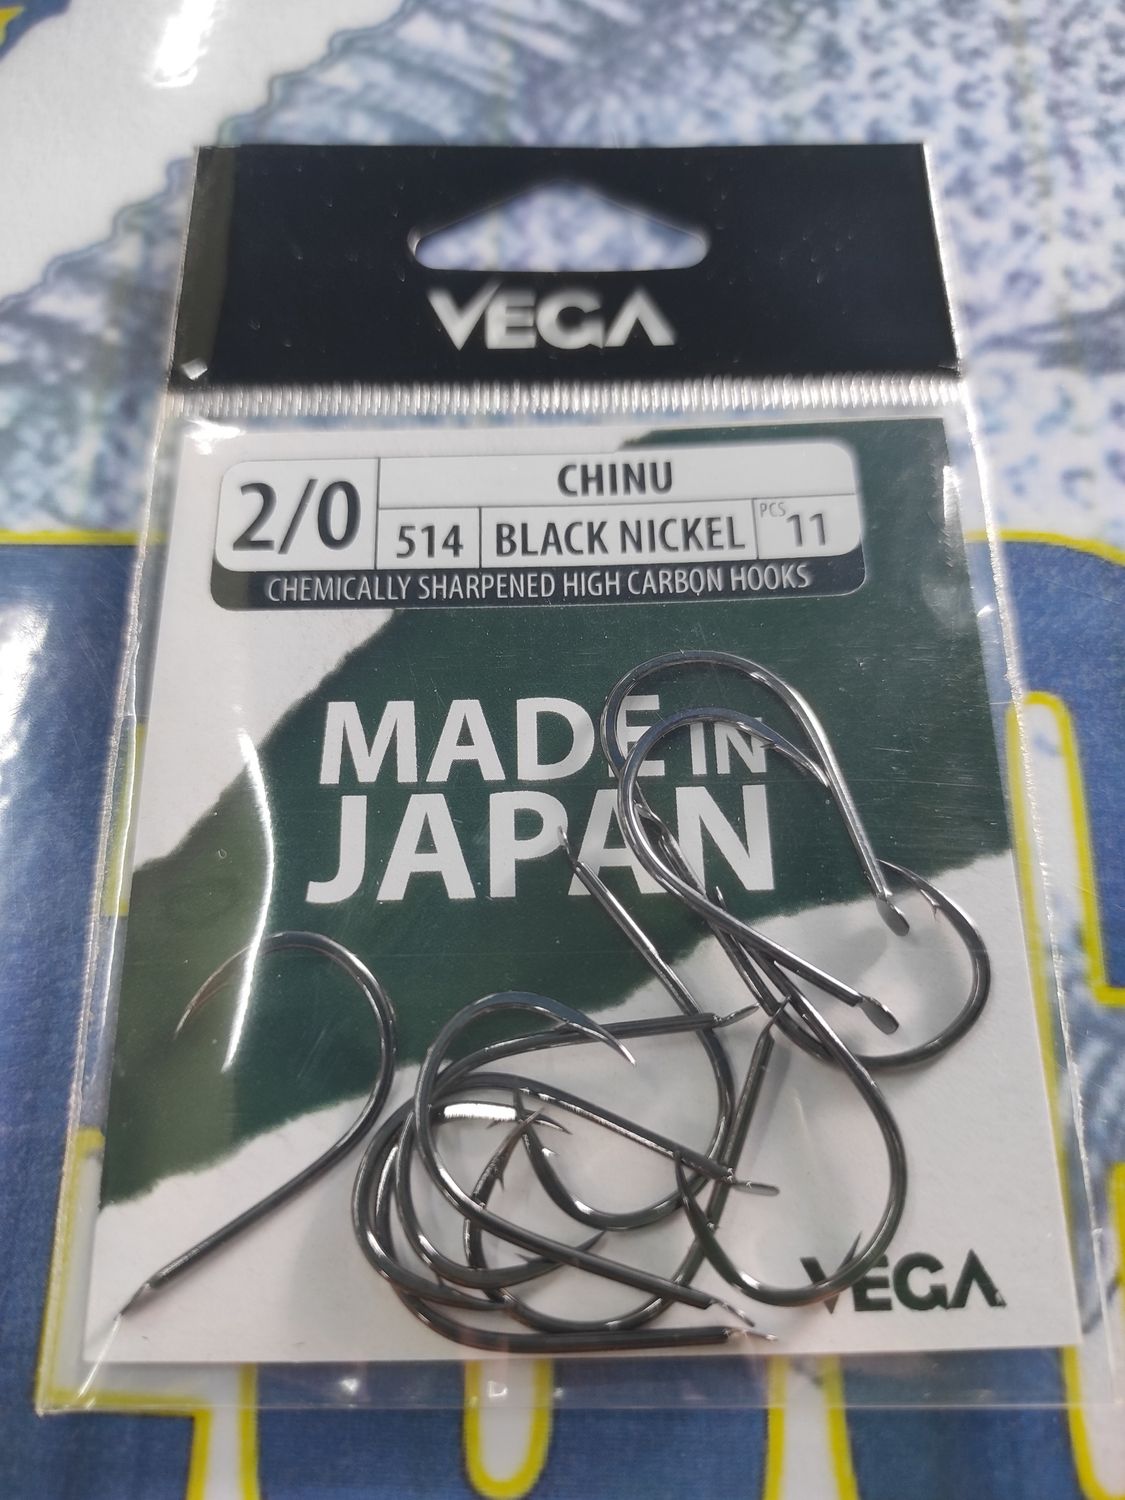 VEGA
2/0
CHINU
514
BLACK NICKEL
PCS 11
CHEMICALLY SHARPENED HIGH CARBON HOOKS
MADE IN
JAPAN
VEGA